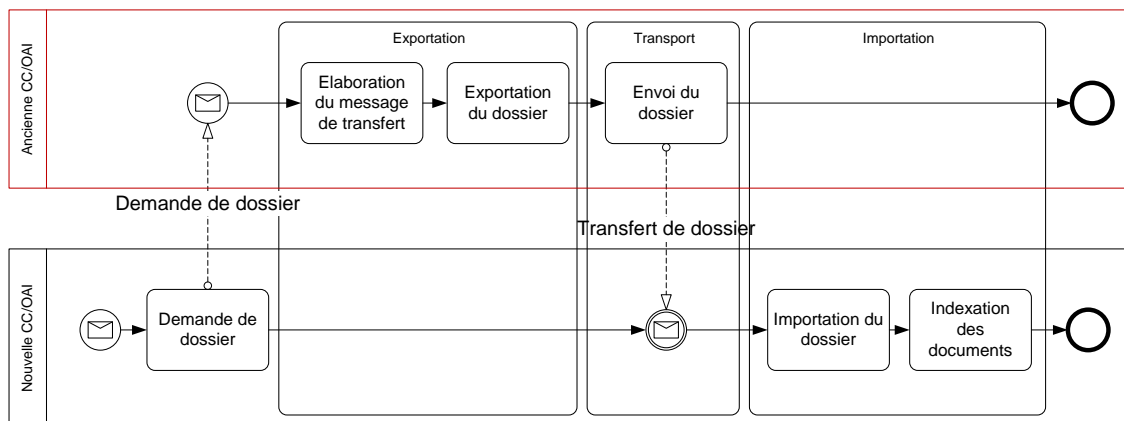 Exportation
Transport
Importation
Ancienne CC/OAI
Elaboration
du message
de transfert
Exportation
du dossier
Envoi du
dossier
Demande de dossier
Transfert de dossier
Nouvelle CC/OAI
Demande de
dossier
Importation du
dossier
Indexation
des
documents